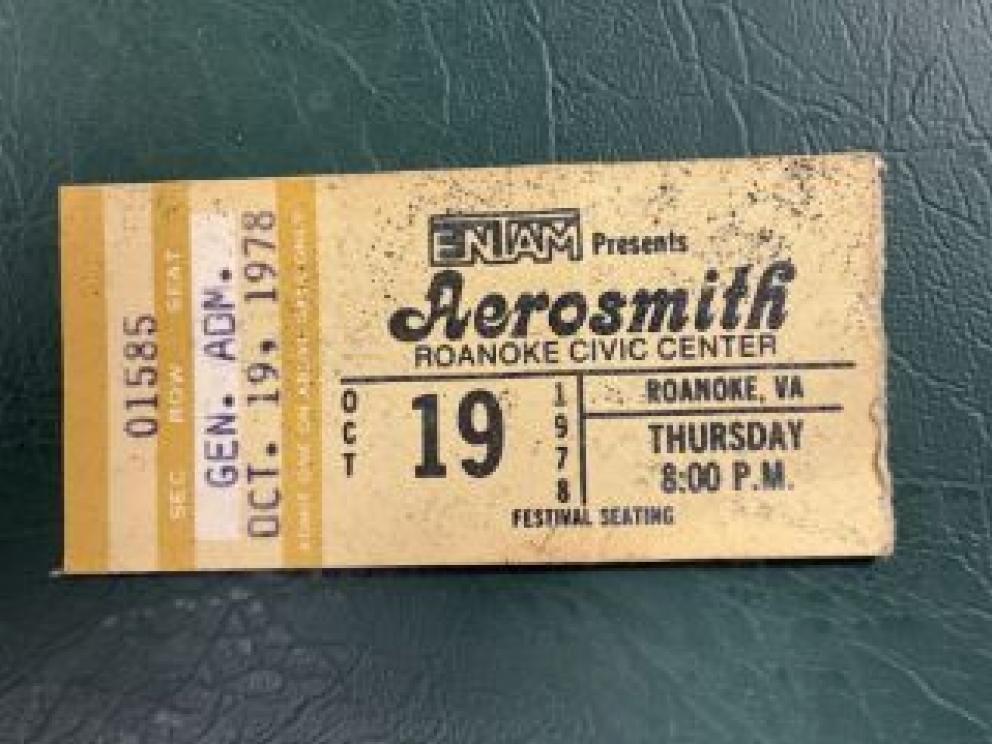 015585
SEC ROW SEAT
GEN. ADM.
OCT. 19, 1978
ENTAM Presents
Aerosmith
ROANOKE CIVIC CENTER
OCT
19
1978
ROANOKE, VA
THURSDAY
8:00 P.M.
FESTIVAL SEATING